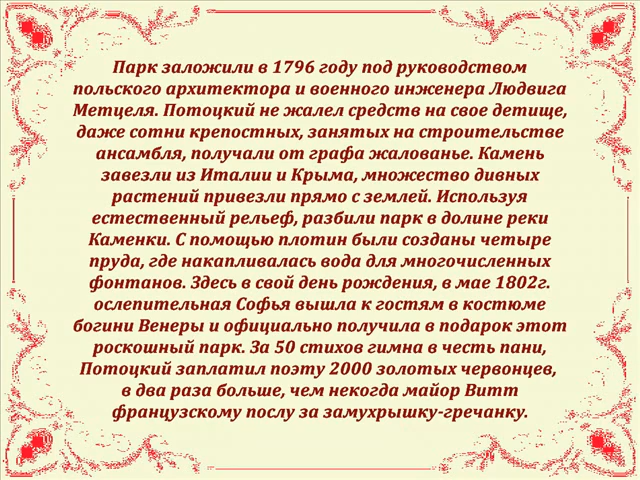 Парк заложили в 1796 году под руководством
польского архитектора и военного инженера Людвига
Метцеля. Потоцкий не жалел средств на свое детище,
даже сотни крепостных, занятых на строительстве
ансамбля, получали от графа жалованье. Камень
завезли из Италии и Крыма, множество дивных
растений привезли прямо с землей. Используя
естественный рельеф, разбили парк в долине реки
Каменки. С помощью плотин были созданы четыре
пруда, где накапливалась вода для многочисленных
фонтанов. Здесь в свой день рождения, в мае 1802г.
ослепительная Софья вышла к гостям в костюме
богини Венеры и официально получила в подарок этот
роскошный парк. За 50 стихов гимна в честь пани,
Потоцкий заплатил поэту 2000 золотых червонцев,
в два раза больше, чем некогда майор Витт
французскому послу за замухрышку-гречанку.